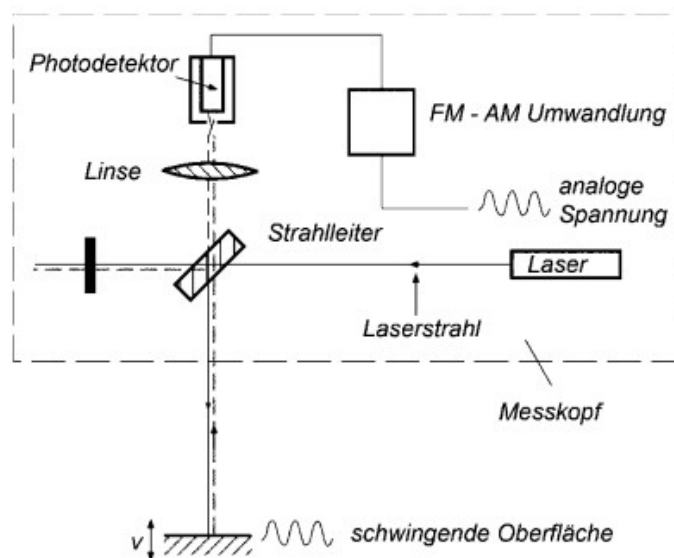 Photodetektor
FM - AM Umwandlung
Linse
analoge
Spannung
Strahlleiter
Laser
Laserstrahl
Messkopf
v
schwingende Oberfläche